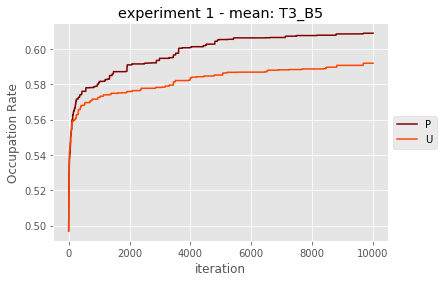 experiment 1 - mean: T3_B5
Occupation Rate
0.60
0.58
0.56
0.54
0.52
0.50
0 2000 4000 6000 8000 10000
iteration
P
U